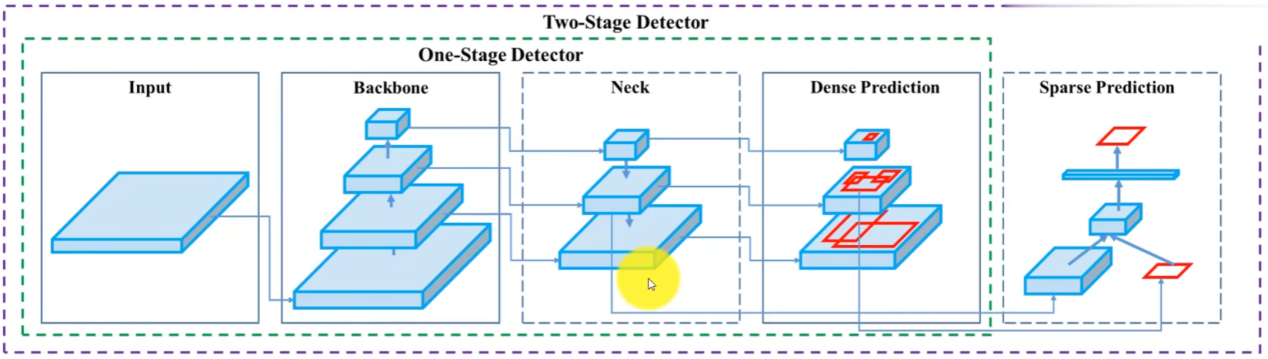 Two-Stage Detector
One-Stage Detector
Input
Backbone
Neck
Dense Prediction
Sparse Prediction